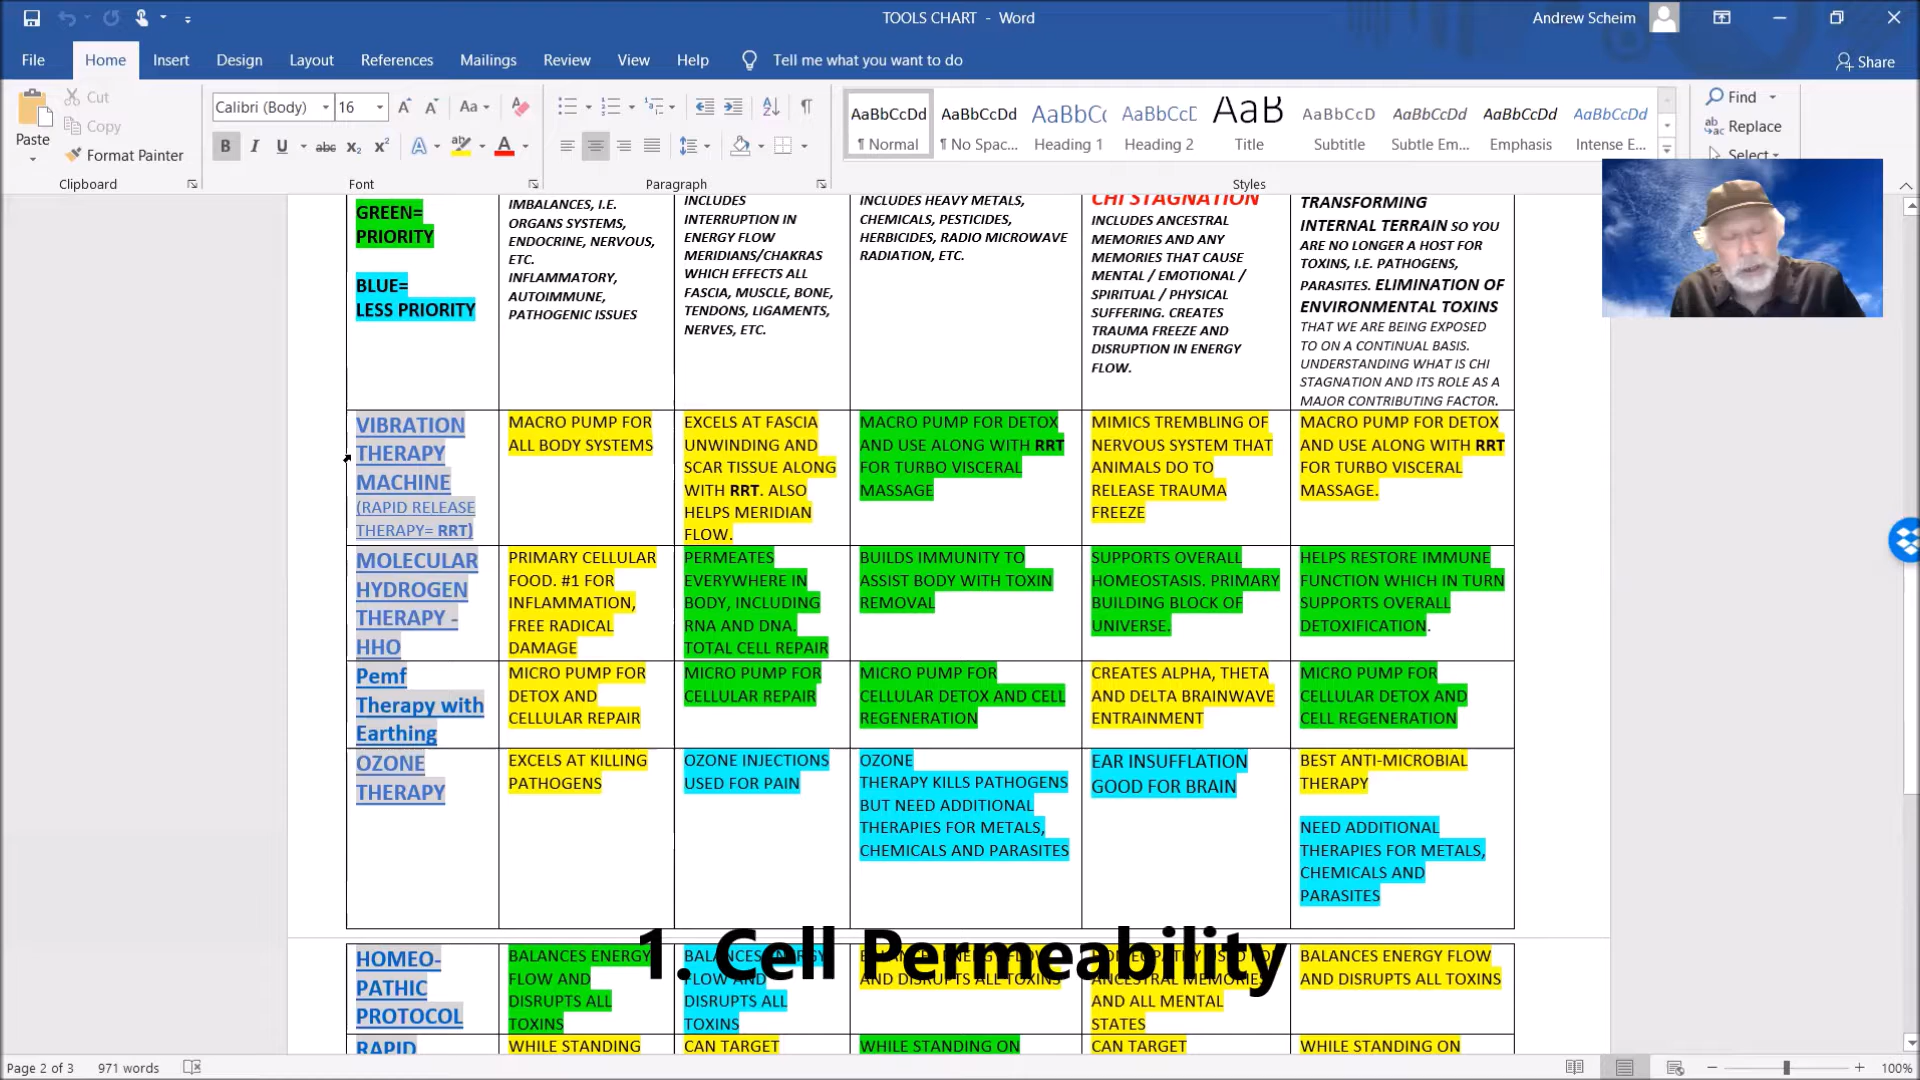 TOOLS CHART - Word
Andrew Scheim
File Home Insert Design Layout References Mailings Review View Help Tell me what you want to do
Share
Paste
Cut
Copy
Format Painter
Clipboard
Calibri (Body) 16
Font
Paragraph
AaBbCcDd AaBbCcDd AaBbC AaBbCcD AaB AaBbCcD AaBbCcDd AaBbCcDd AaBbCcDd
¶ Normal ¶ No Spac... Heading 1 Heading 2 Title Subtitle Subtle Em... Emphasis Intense E...
Styles
Find
Replace
Select
GREEN=
PRIORITY
BLUE=
LESS PRIORITY
IMBALANCES, I.E.
ORGANS SYSTEMS,
ENDOCRINE, NERVOUS,
ETC.
INFLAMMATORY,
AUTOIMMUNE,
PATHOGENIC ISSUES
INCLUDES
INTERRUPTION IN
ENERGY FLOW
MERIDIANS/CHAKRAS
WHICH EFFECTS ALL
FASCIA, MUSCLE, BONE,
TENDONS, LIGAMENTS,
NERVES, ETC.
INCLUDES HEAVY METALS,
CHEMICALS, PESTICIDES,
HERBICIDES, RADIO MICROWAVE
RADIATION, ETC.
CHI STAGNATION
INCLUDES ANCESTRAL
MEMORIES AND ANY
MEMORIES THAT CAUSE
MENTAL / EMOTIONAL /
SPIRITUAL / PHYSICAL
SUFFERING. CREATES
TRAUMA FREEZE AND
DISRUPTION IN ENERGY
FLOW.
TRANSFORMING
INTERNAL TERRAIN SO YOU
ARE NO LONGER A HOST FOR
TOXINS, I.E. PATHOGENS,
PARASITES. ELIMINATION OF
ENVIRONMENTAL TOXINS
THAT WE ARE BEING EXPOSED
TO ON A CONTINUAL BASIS.
UNDERSTANDING WHAT IS CHI
STAGNATION AND ITS ROLE AS A
MAJOR CONTRIBUTING FACTOR.
VIBRATION
THERAPY
MACHINE
(RAPID RELEASE
THERAPY= RRT)
MACRO PUMP FOR
ALL BODY SYSTEMS
EXCELS AT FASCIA
UNWINDING AND
SCAR TISSUE ALONG
WITH RRT. ALSO
HELPS MERIDIAN
FLOW.
MACRO PUMP FOR DETOX
AND USE ALONG WITH RRT
FOR TURBO VISCERAL
MASSAGE
MIMICS TREMBLING OF
NERVOUS SYSTEM THAT
ANIMALS DO TO
RELEASE TRAUMA
FREEZE
MACRO PUMP FOR DETOX
AND USE ALONG WITH RRT
FOR TURBO VISCERAL
MASSAGE.
MOLECULAR
HYDROGEN
THERAPY -
HHO
PRIMARY CELLULAR
FOOD. #1 FOR
INFLAMMATION,
FREE RADICAL
DAMAGE
PERMEATES
EVERYWHERE IN
BODY, INCLUDING
RNA AND DNA.
TOTAL CELL REPAIR
BUILDS IMMUNITY TO
ASSIST BODY WITH TOXIN
REMOVAL
SUPPORTS OVERALL
HOMEOSTASIS. PRIMARY
BUILDING BLOCK OF
UNIVERSE.
HELPS RESTORE IMMUNE
FUNCTION WHICH IN TURN
SUPPORTS OVERALL
DETOXIFICATION.
Pemf
Therapy with
Earthing
MICRO PUMP FOR
DETOX AND
CELLULAR REPAIR
MICRO PUMP FOR
CELLULAR REPAIR
MICRO PUMP FOR
CELLULAR DETOX AND CELL
REGENERATION
CREATES ALPHA, THETA
AND DELTA BRAINWAVE
ENTRAINMENT
MICRO PUMP FOR
CELLULAR DETOX AND
CELL REGENERATION
OZONE
THERAPY
EXCELS AT KILLING
PATHOGENS
OZONE INJECTIONS
USED FOR PAIN
OZONE
THERAPY KILLS PATHOGENS
BUT NEED ADDITIONAL
THERAPIES FOR METALS,
CHEMICALS AND PARASITES
EAR INSUFFLATION
GOOD FOR BRAIN
BEST ANTI-MICROBIAL
THERAPY
NEED ADDITIONAL
THERAPIES FOR METALS,
CHEMICALS AND
PARASITES
1. Cell Permeability
HOMEO-
PATHIC
PROTOCOL
BALANCES ENERGY
FLOW AND
DISRUPTS ALL
TOXINS
BALANCES ENERGY
FLOW AND
DISRUPTS ALL
TOXINS
BALANCES ENERGY FLOW
AND DISRUPTS ALL TOXINS
ANCESTRAL MEMORIES
AND ALL MENTAL
STATES
BALANCES ENERGY FLOW
AND DISRUPTS ALL TOXINS
RAPID
WHILE STANDING
CAN TARGET
WHILE STANDING ON
CAN TARGET
WHILE STANDING ON
Page 2 of 3 971 words
100%